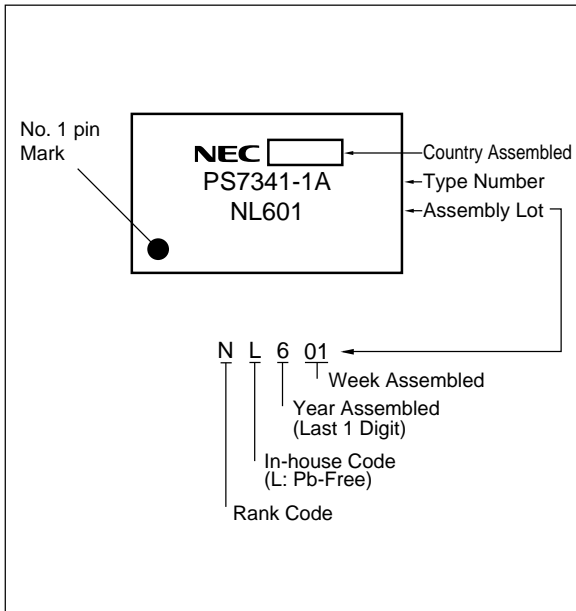 No. 1 pin
Mark
NEC
Country Assembled
PS7341-1A
Type Number
NL601
Assembly Lot
N L 6 01
Week Assembled
Year Assembled
(Last 1 Digit)
In-house Code
(L: Pb-Free)
Rank Code